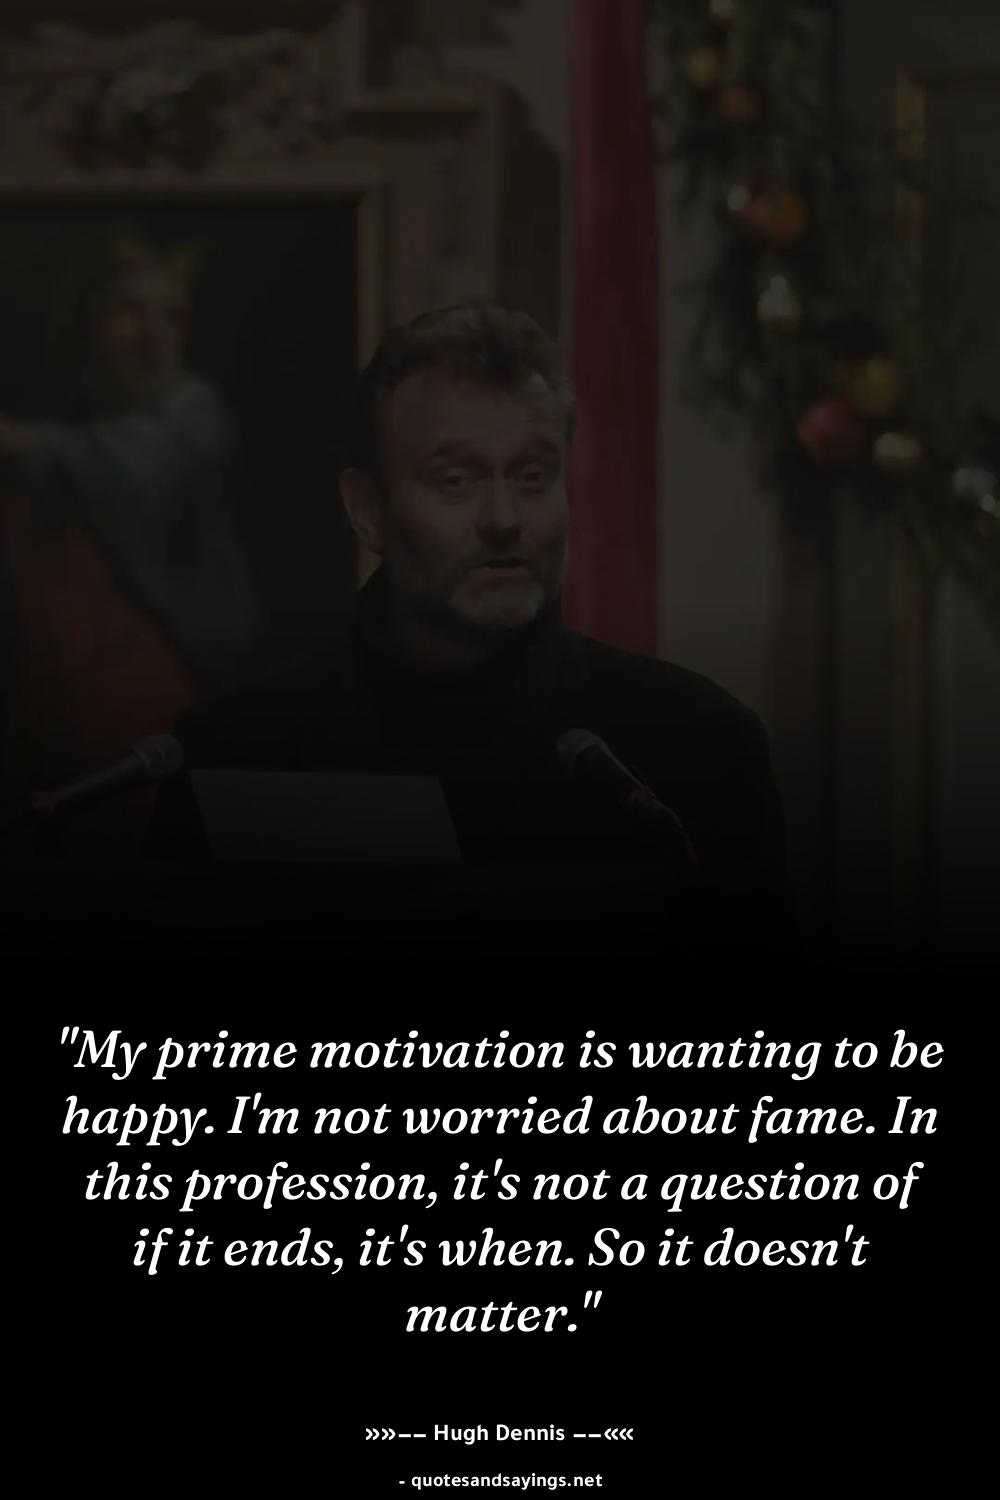 "My prime motivation is wanting to be
happy. I'm not worried about fame. In
this profession, it's not a question of
if it ends, it's when. So it doesn't
matter."
»»−− Hugh Dennis −−««
- quotesandsayings.net